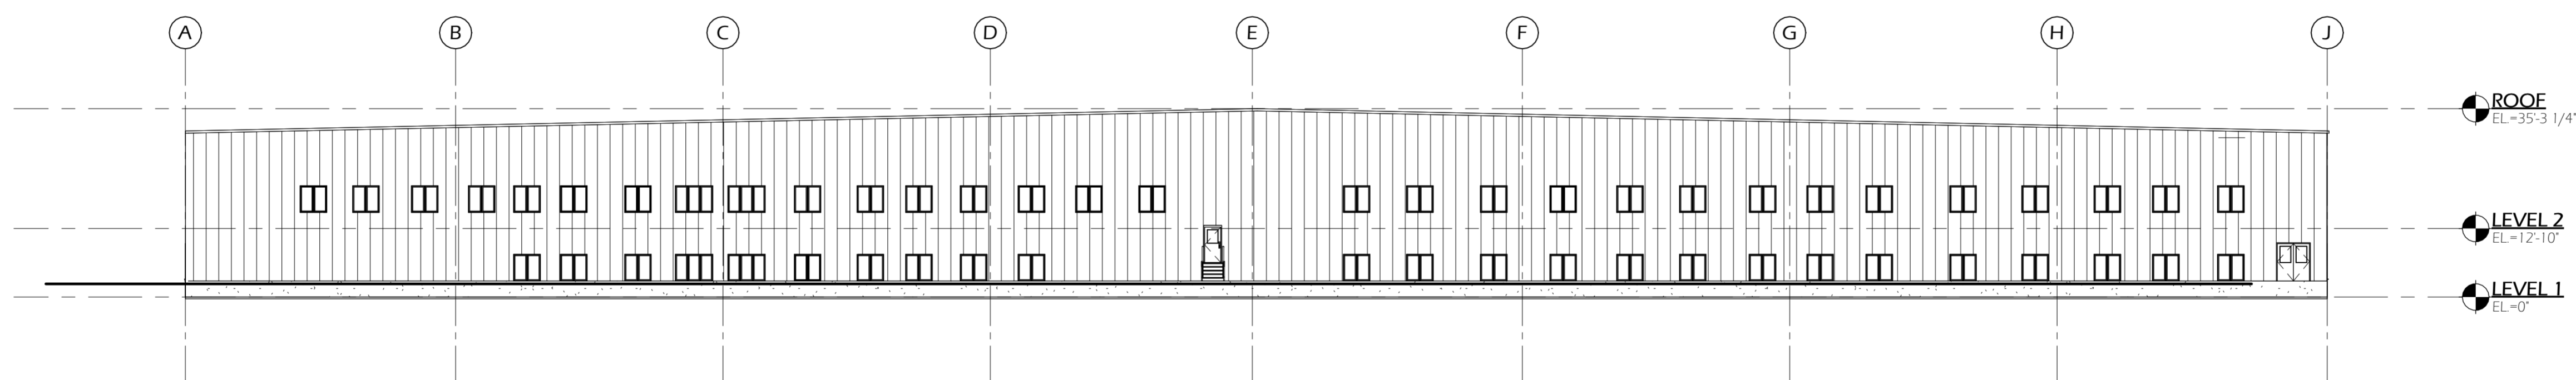 A B C D E F G H J
ROOF
EL=35'-3 1/4"
LEVEL 2
EL=12'-10"
LEVEL 1
EL=0"